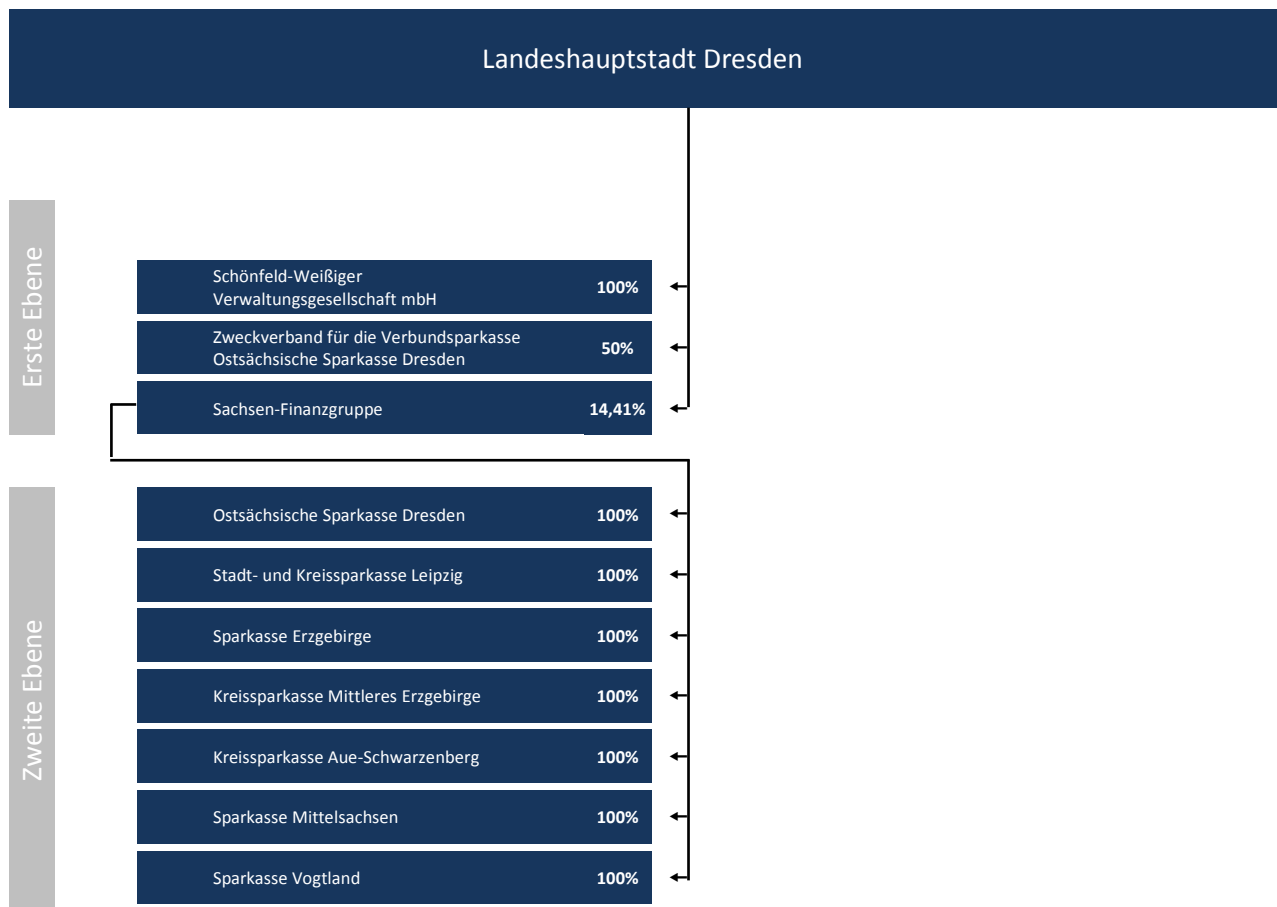 Landeshauptstadt Dresden
Erste Ebene
Schönfeld-Weißiger
Verwaltungsgesellschaft mbH
100%
Zweckverband für die Verbundsparkasse
Ostsächsische Sparkasse Dresden
50%
Sachsen-Finanzgruppe
14,41%
Zweite Ebene
Ostsächsische Sparkasse Dresden
100%
Stadt- und Kreissparkasse Leipzig
100%
Sparkasse Erzgebirge
100%
Kreissparkasse Mittleres Erzgebirge
100%
Kreissparkasse Aue-Schwarzenberg
100%
Sparkasse Mittelsachsen
100%
Sparkasse Vogtland
100%